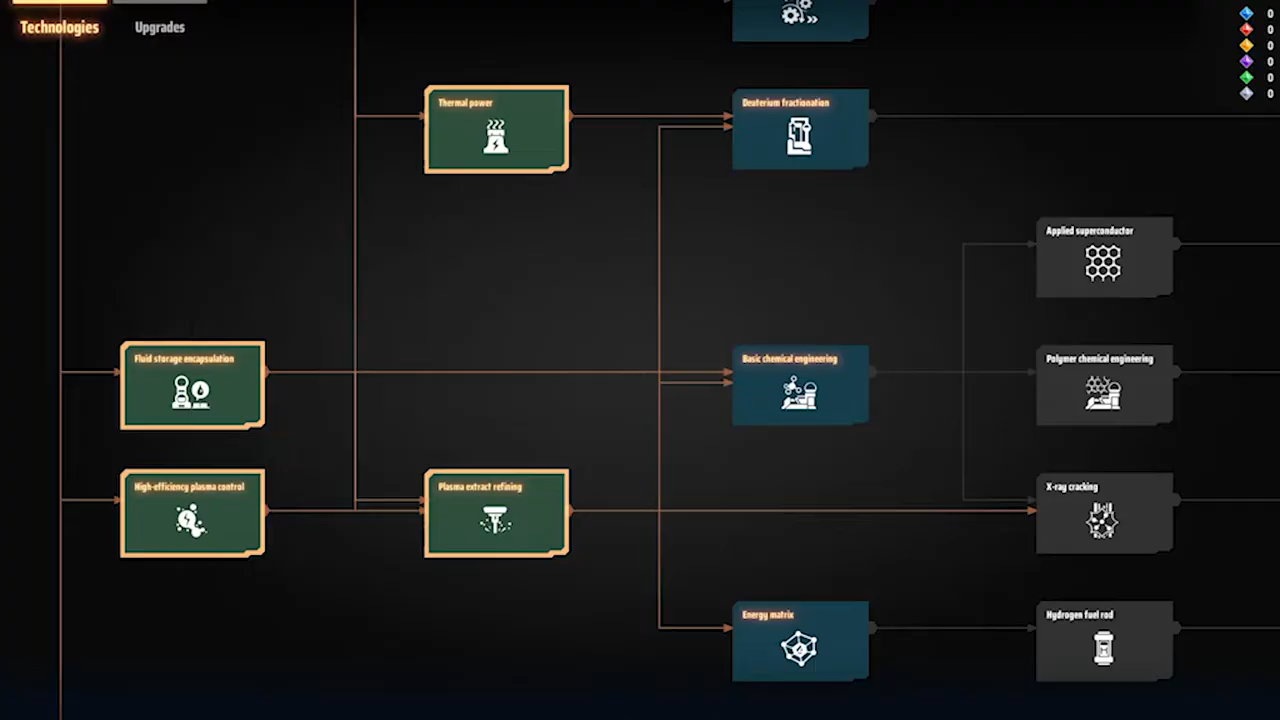 Technologies
Upgrades
0
0
0
0
0
0
Thermal power
Deuterium fractionation
Applied superconductor
Fluid storage encapsulation
Basic chemical engineering
Polymer chemical engineering
High-efficiency plasma control
Plasma extract refining
X-ray cracking
Energy matrix
Hydrogen fuel rod